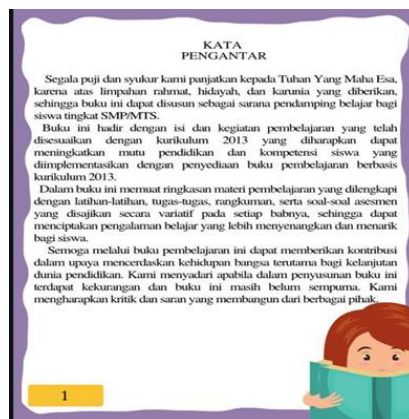 KATA
PENGANTAR
Segala puji dan syukur kami panjatkan kepada Tuhan Yang Maha Esa,
karena atas limpahan rahmat, hidayah, dan karunia yang diberikan,
sehingga buku ini dapat disusun sebagai sarana pendamping belajar bagi
siswa tingkat SMP/MTS.
Buku ini hadir dengan isi dan kegiatan pembelajaran yang telah
disesuaikan dengan kurikulum 2013 yang diharapkan dapat
meningkatkan mutu pendidikan dan kompetensi siswa yang
diimplementasikan dengan penyediaan buku pembelajaran berbasis
kurikulum 2013.
Dalam buku ini memuat ringkasan materi pembelajaran yang dilengkapi
dengan latihan-latihan, tugas-tugas, rangkuman, serta soal-soal asesmen
yang disajikan secara variatif pada setiap babnya, sehingga dapat
menciptakan pengalaman belajar yang lebih menyenangkan dan menarik
bagi siswa.
Semoga melalui buku pembelajaran ini dapat memberikan kontribusi
dalam upaya mencerdaskan kehidupan bangsa terutama bagi kelanjutan
dunia pendidikan. Kami menyadari apabila dalam penyusunan buku ini
terdapat kekurangan dan buku ini masih belum sempurna. Kami
mengharapkan kritik dan saran yang membangun dari berbagai pihak.
1